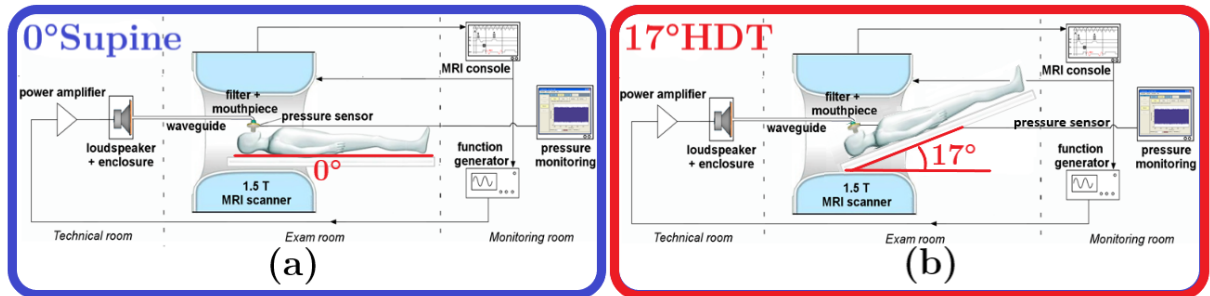 0°Supine
MRI console
power amplifier
filter +
mouthpiece
pressure sensor
waveguide
loudspeaker
+ enclosure
0°
function
generator
pressure
monitoring
1.5 T
MRI scanner
Technical room
Exam room
Monitoring room
(a)
17°HDT
MRI console
power amplifier
filter +
mouthpiece
pressure sensor
waveguide
loudspeaker
+ enclosure
17°
function
generator
pressure
monitoring
1.5 T
MRI scanner
Technical room
Exam room
Monitoring room
(b)